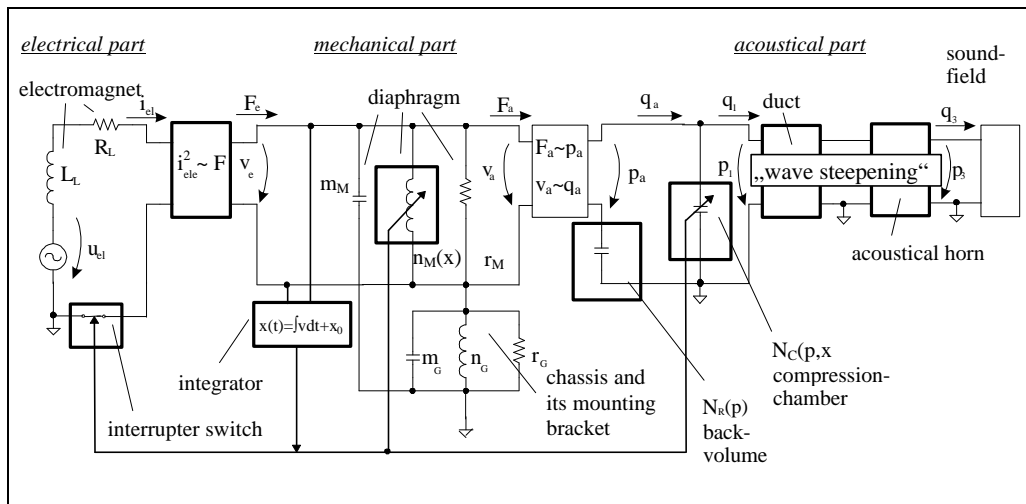 electrical part
mechanical part
acoustical part
sound-
field
electromagnet
diaphragm
duct
i_el
F_e
F_a
q_a
q_1
q_3
R_L
L_L
i²_ele ~ F
v_e
m_M
n_M(x)
r_M
v_a
F_a~p_a
v_a~q_a
p_a
p_1
„wave steepening“
p_3
acoustical horn
u_el
x(t)=∫vdt+x_0
integrator
interrupter switch
m_G
n_G
r_G
chassis and
its mounting
bracket
N_R(p)
back-
volume
N_C(p,x
compression-
chamber